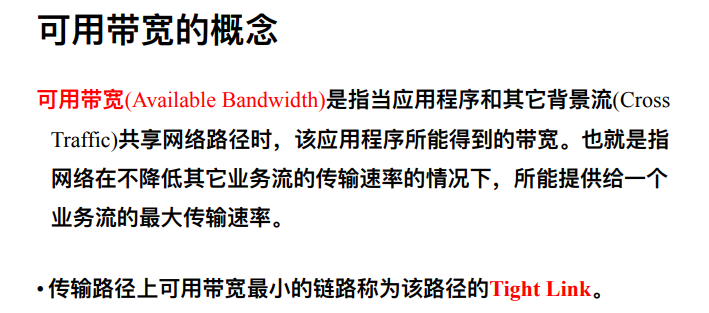 可用带宽的概念
可用带宽(Available Bandwidth)是指当应用程序和其它背景流(Cross
Traffic)共享网络路径时，该应用程序所能得到的带宽。也就是指
网络在不降低其它业务流的传输速率的情况下，所能提供给一个
业务流的最大传输速率。
• 传输路径上可用带宽最小的链路称为该路径的Tight Link。